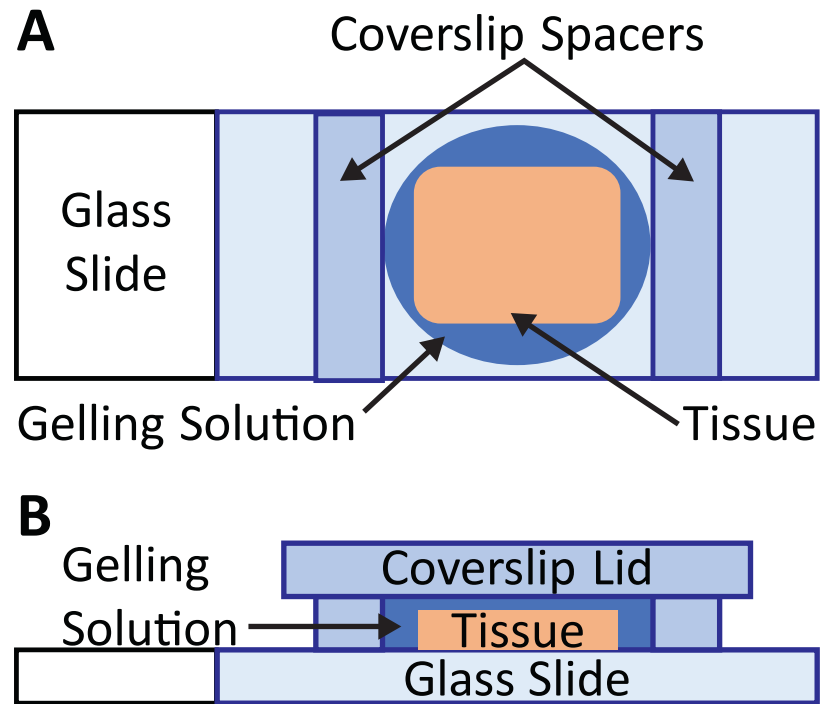 A
Coverslip Spacers
Glass
Slide
Gelling Solution
Tissue
B
Gelling
Solution
Coverslip Lid
Tissue
Glass Slide